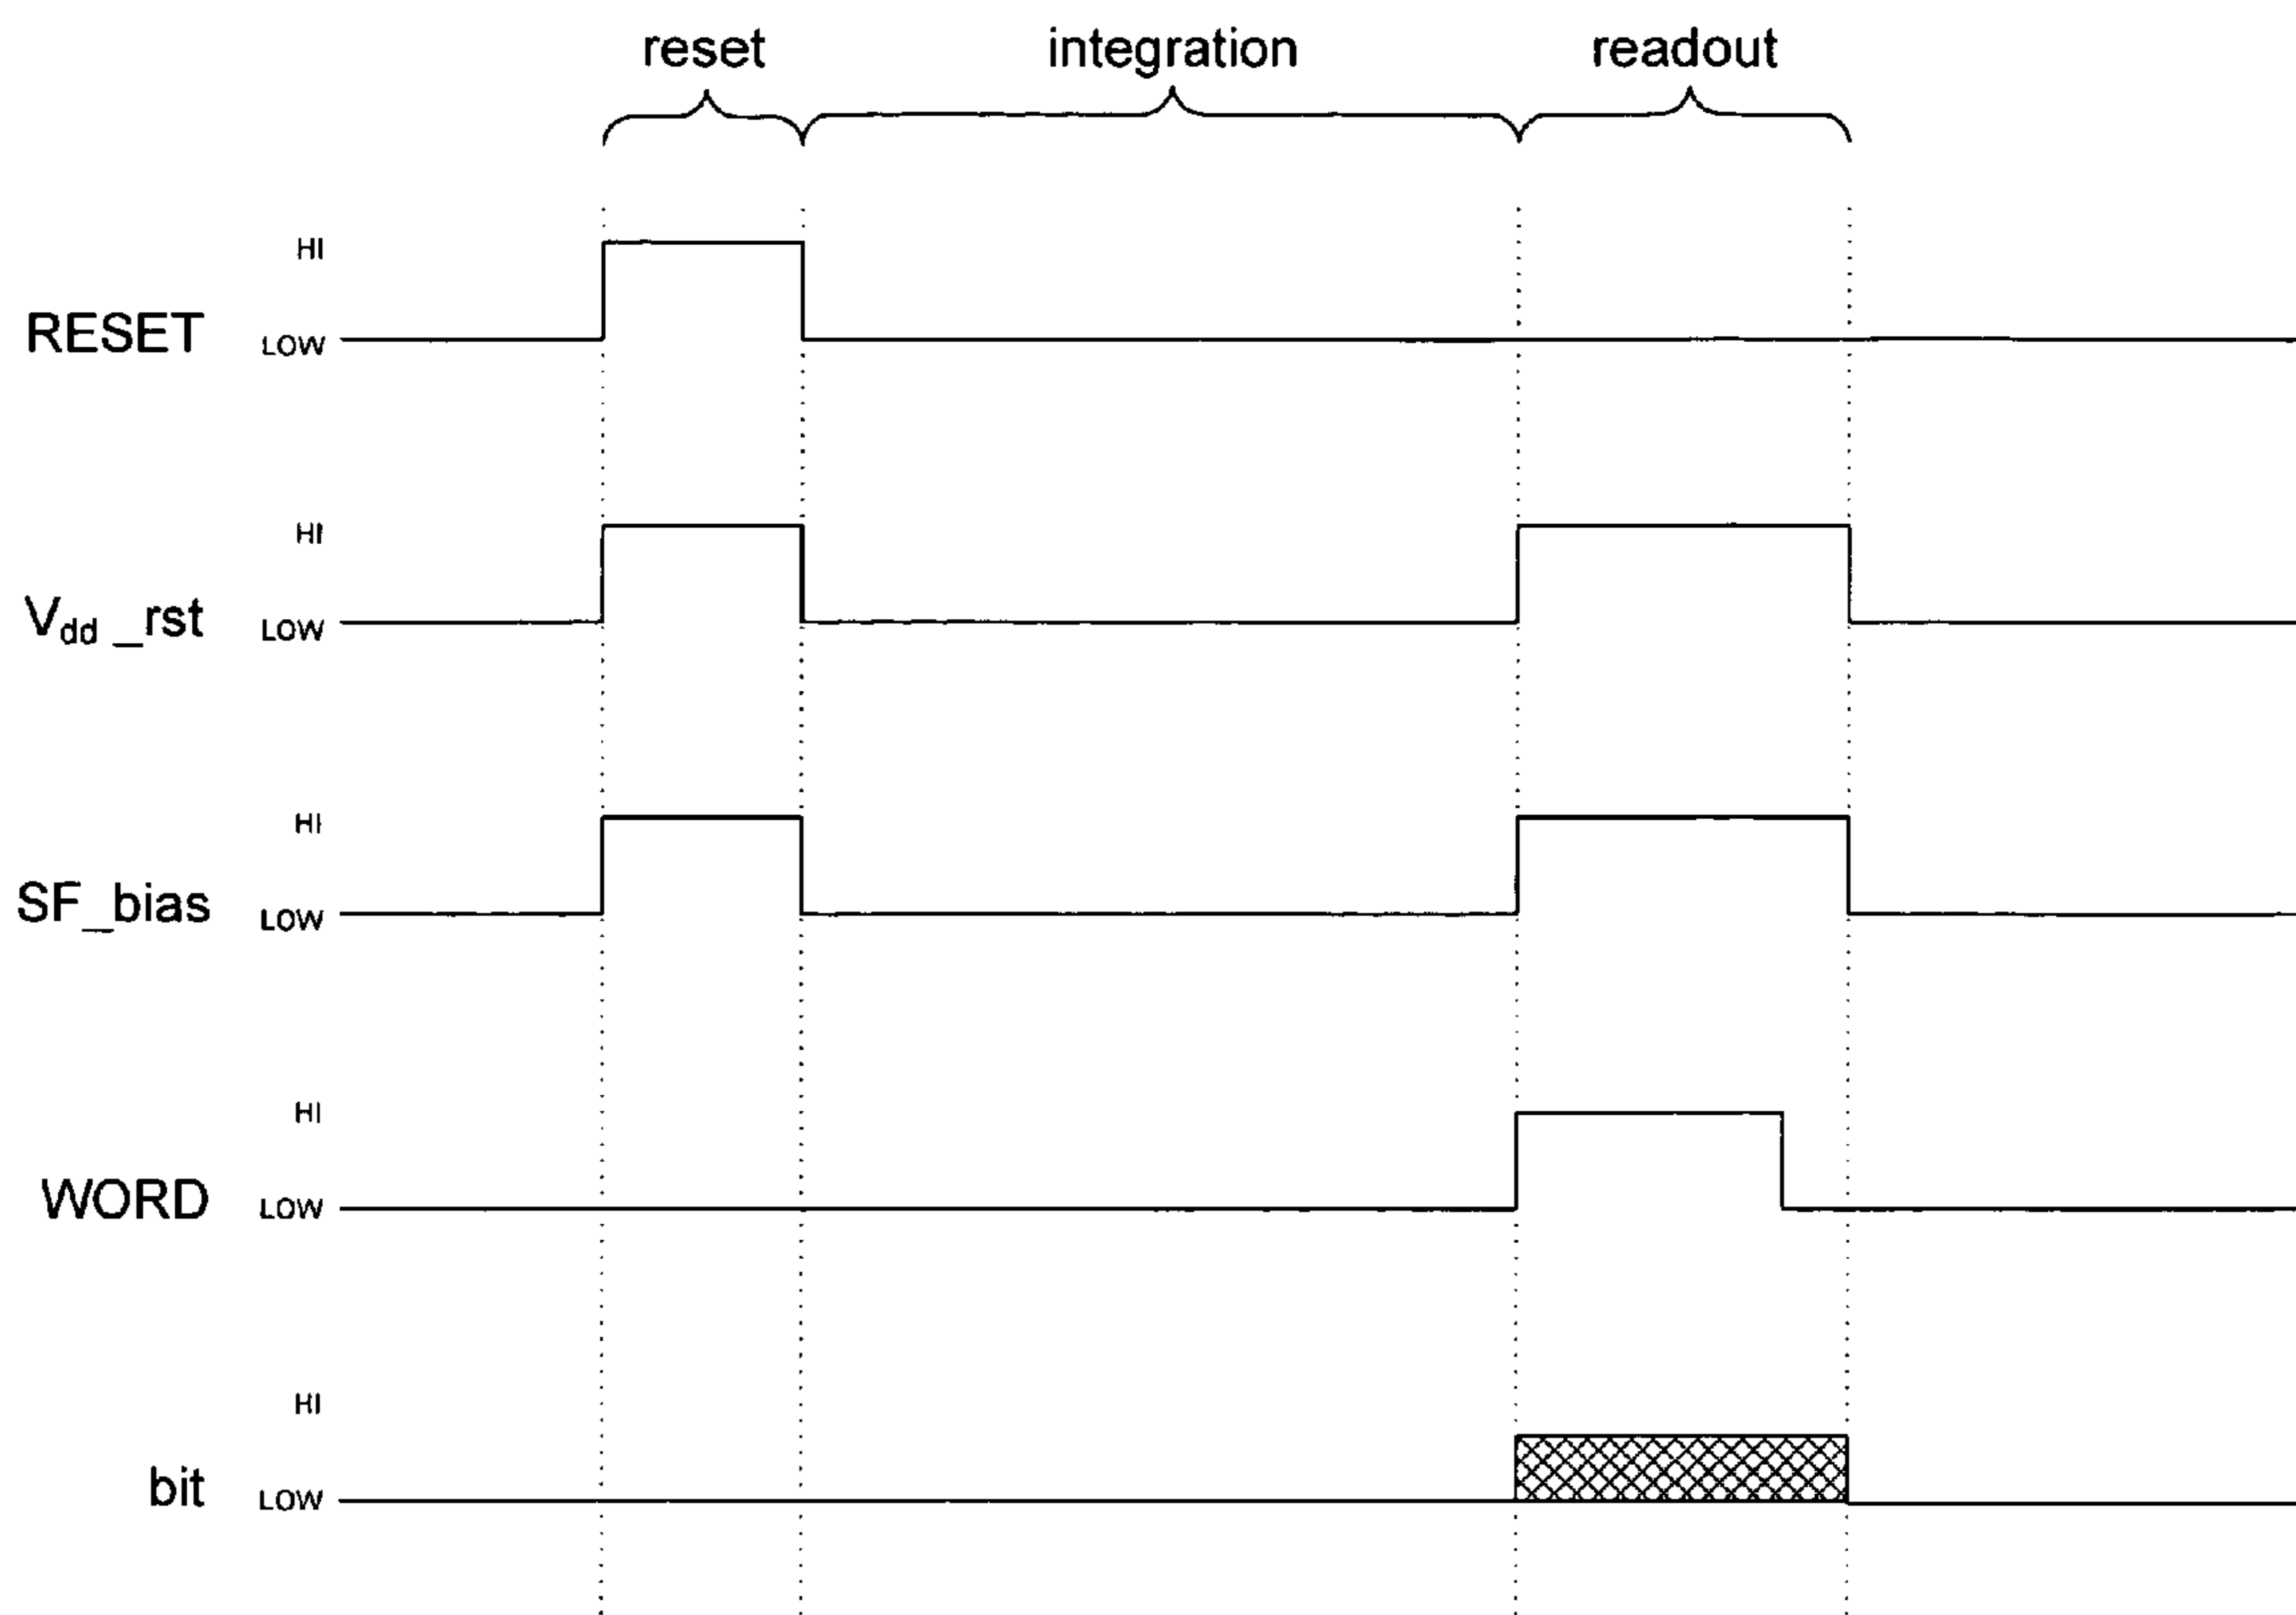 reset integration readout
HI
RESET LOW
HI
Vdd _rst LOW
HI
SF_bias LOW
HI
WORD LOW
HI
bit LOW